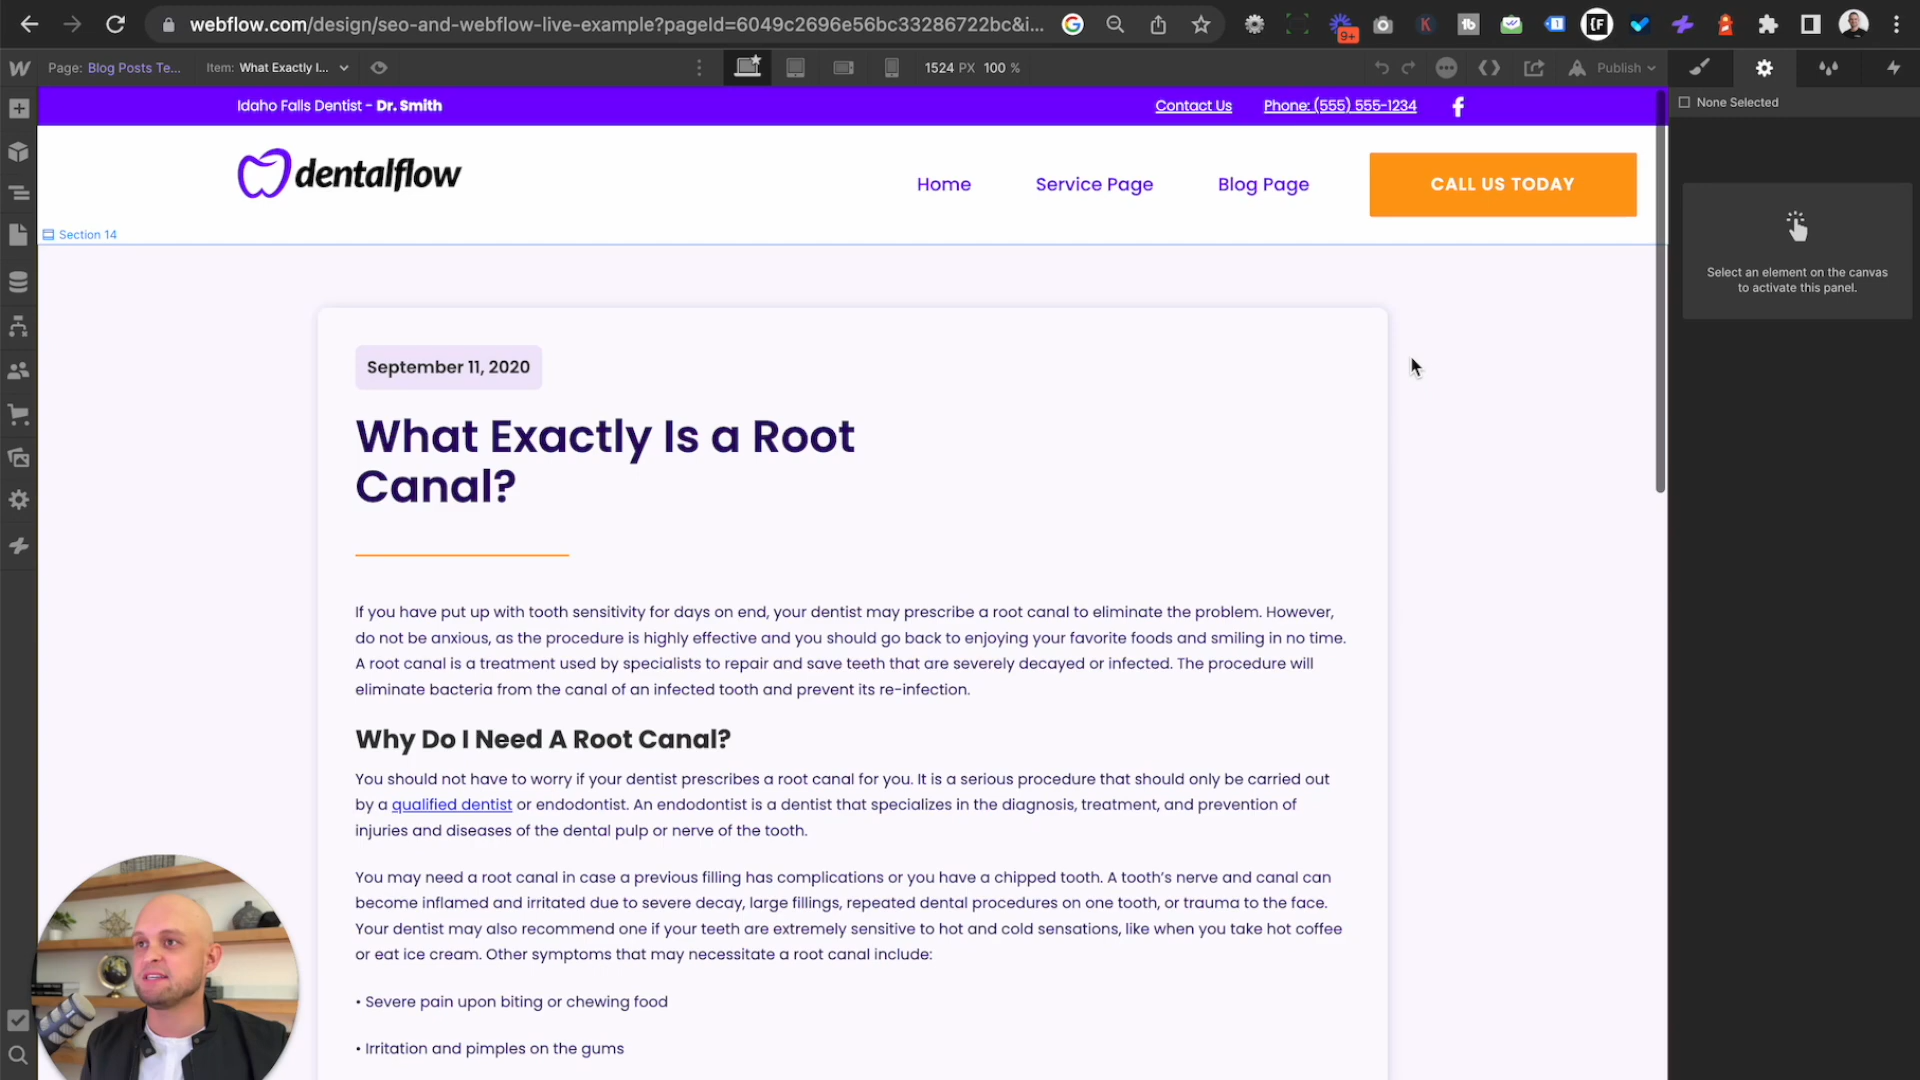 webflow.com/design/seo-and-webflow-live-example?pageId=6049c2696e56bc33286722bc&i...
9+
Page: Blog Posts Te... Item: What Exactly I...
1524 PX 100 %
Publish
Idaho Falls Dentist - Dr. Smith
Contact Us
Phone: (555) 555-1234
None Selected
dentalflow
Home
Service Page
Blog Page
CALL US TODAY
Section 14
Select an element on the canvas
to activate this panel.
September 11, 2020
What Exactly Is a Root
Canal?
If you have put up with tooth sensitivity for days on end, your dentist may prescribe a root canal to eliminate the problem. However,
do not be anxious, as the procedure is highly effective and you should go back to enjoying your favorite foods and smiling in no time.
A root canal is a treatment used by specialists to repair and save teeth that are severely decayed or infected. The procedure will
eliminate bacteria from the canal of an infected tooth and prevent its re-infection.
Why Do I Need A Root Canal?
You should not have to worry if your dentist prescribes a root canal for you. It is a serious procedure that should only be carried out
by a qualified dentist or endodontist. An endodontist is a dentist that specializes in the diagnosis, treatment, and prevention of
injuries and diseases of the dental pulp or nerve of the tooth.
You may need a root canal in case a previous filling has complications or you have a chipped tooth. A tooth's nerve and canal can
become inflamed and irritated due to severe decay, large fillings, repeated dental procedures on one tooth, or trauma to the face.
Your dentist may also recommend one if your teeth are extremely sensitive to hot and cold sensations, like when you take hot coffee
or eat ice cream. Other symptoms that may necessitate a root canal include:
• Severe pain upon biting or chewing food
• Irritation and pimples on the gums